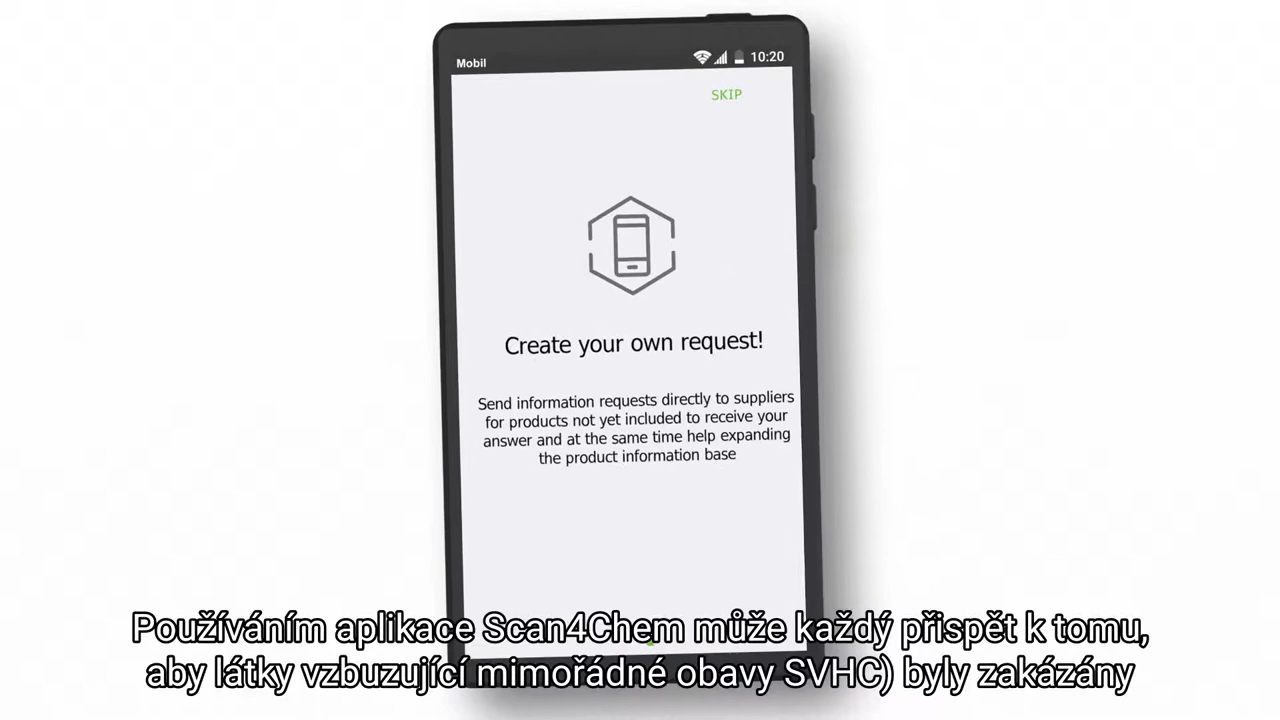 Mobil
10:20
SKIP
Create your own request!
Send information requests directly to suppliers
for products not yet included to receive your
answer and at the same time help expanding
the product information base
Používáním aplikace Scan4Chem může každý přispět k tomu,
aby látky vzbuzující mimořádné obavy SVHC) byly zakázány